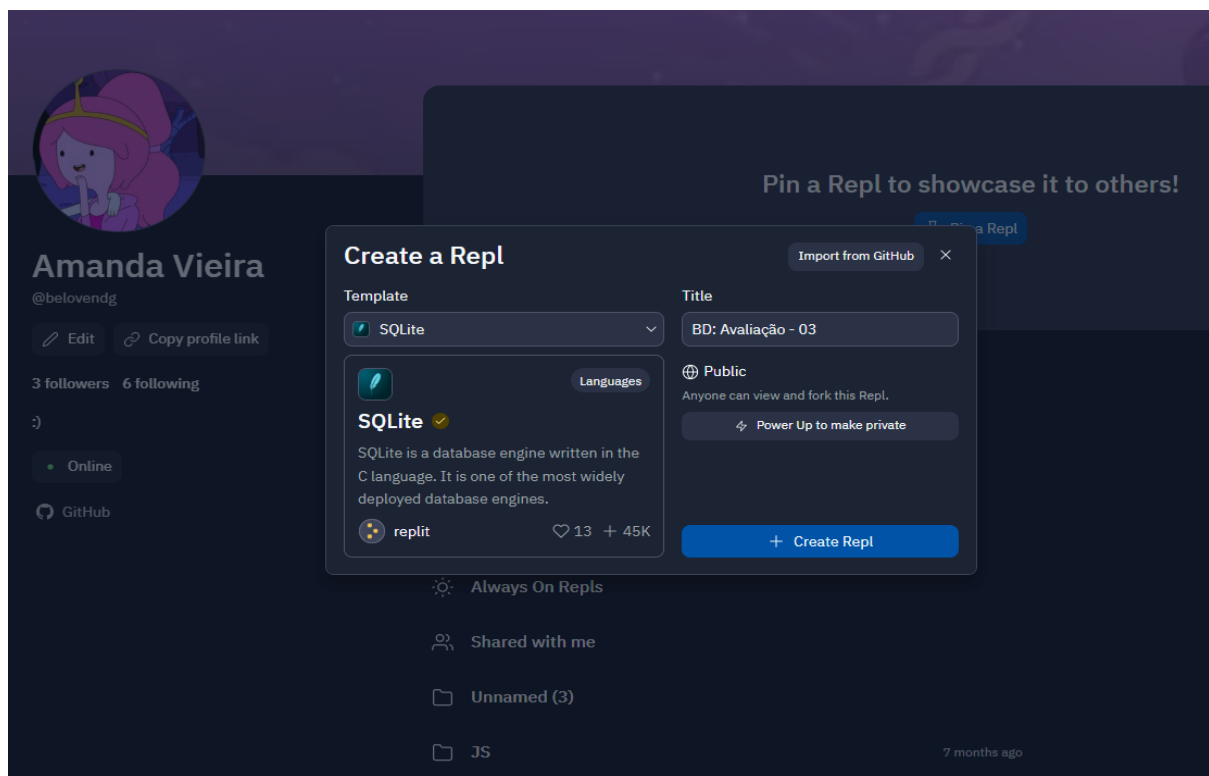 Pin a Repl to showcase it to others!
a Repl
Amanda Vieira
@belovendg
Edit
Copy profile link
3 followers 6 following
:)
Online
GitHub
Create a Repl
Import from GitHub
Template
SQLite
Languages
SQLite
SQLite is a database engine written in the
C language. It is one of the most widely
deployed database engines.
replit
13
45K
Title
BD: Avaliação - 03
Public
Anyone can view and fork this Repl.
Power Up to make private
+ Create Repl
Always On Repls
Shared with me
Unnamed (3)
JS
7 months ago